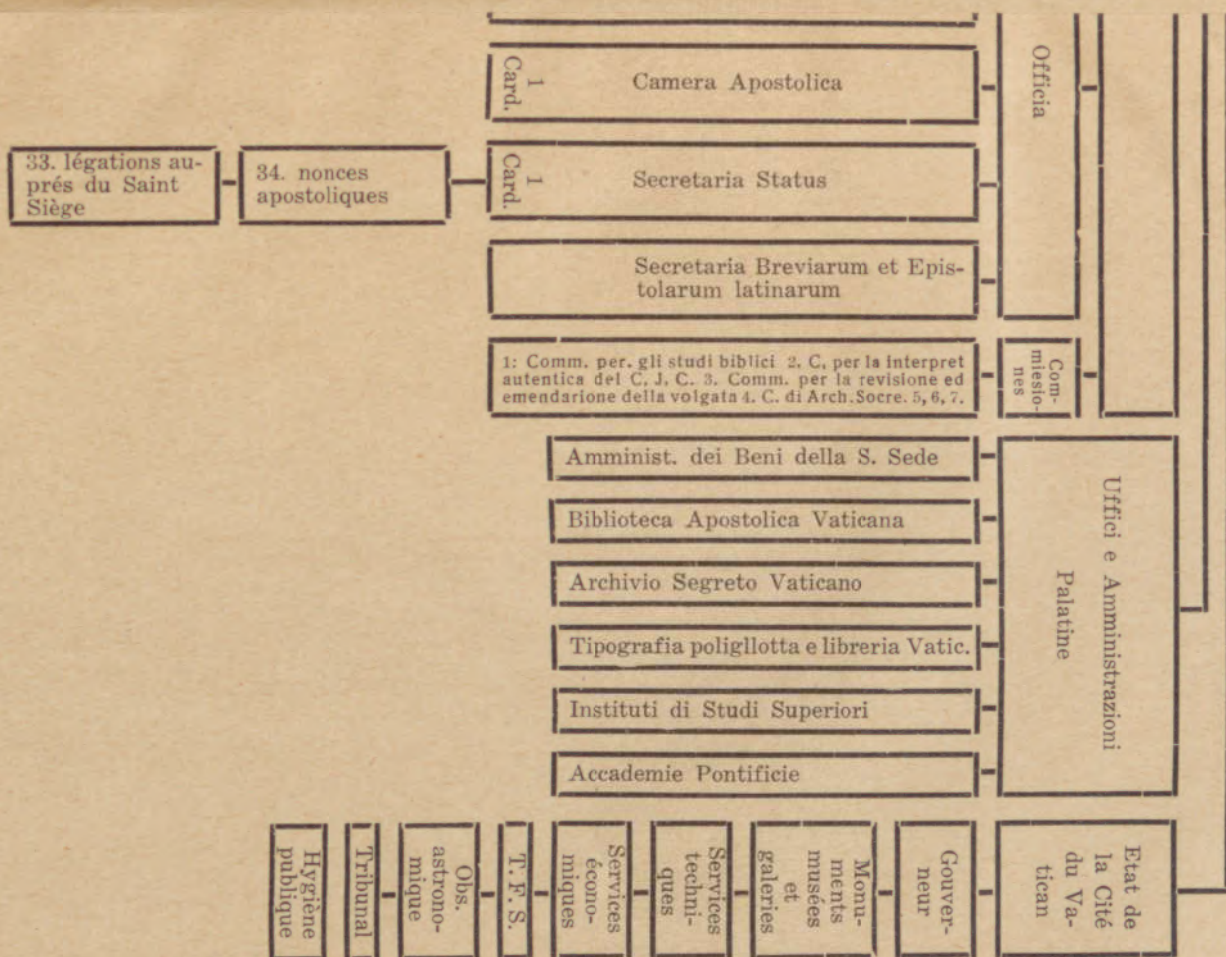 Officia
1
Card.
Camera Apostolica
33. légations au-
prés du Saint
Siège
34. nonces
apostoliques
1
Card.
Secretaria Status
Secretaria Breviarum et Epis-
tolarum latinarum
Com-
miesio-
nes
1: Comm. per. gli studi biblici 2. C, per la interpret
autentica del C, J, C. 3. Comm. per la revisione ed
emendarione della volgata 4. C. di Arch.Socre. 5, 6, 7.
Uffici e Amministrazioni
Palatine
Amminist. dei Beni della S. Sede
Biblioteca Apostolica Vaticana
Archivio Segreto Vaticano
Tipografia poligllotta e libreria Vatic.
Instituti di Studi Superiori
Accademie Pontificie
Etat de
la Cité
du Va-
tican
Gouver-
neur
Monu-
ments
musées
et
galeries
Services
techni-
ques
Services
écono-
miques
T. F. S.
Obs.
astrono-
mique
Tribunal
Hygiène
publique